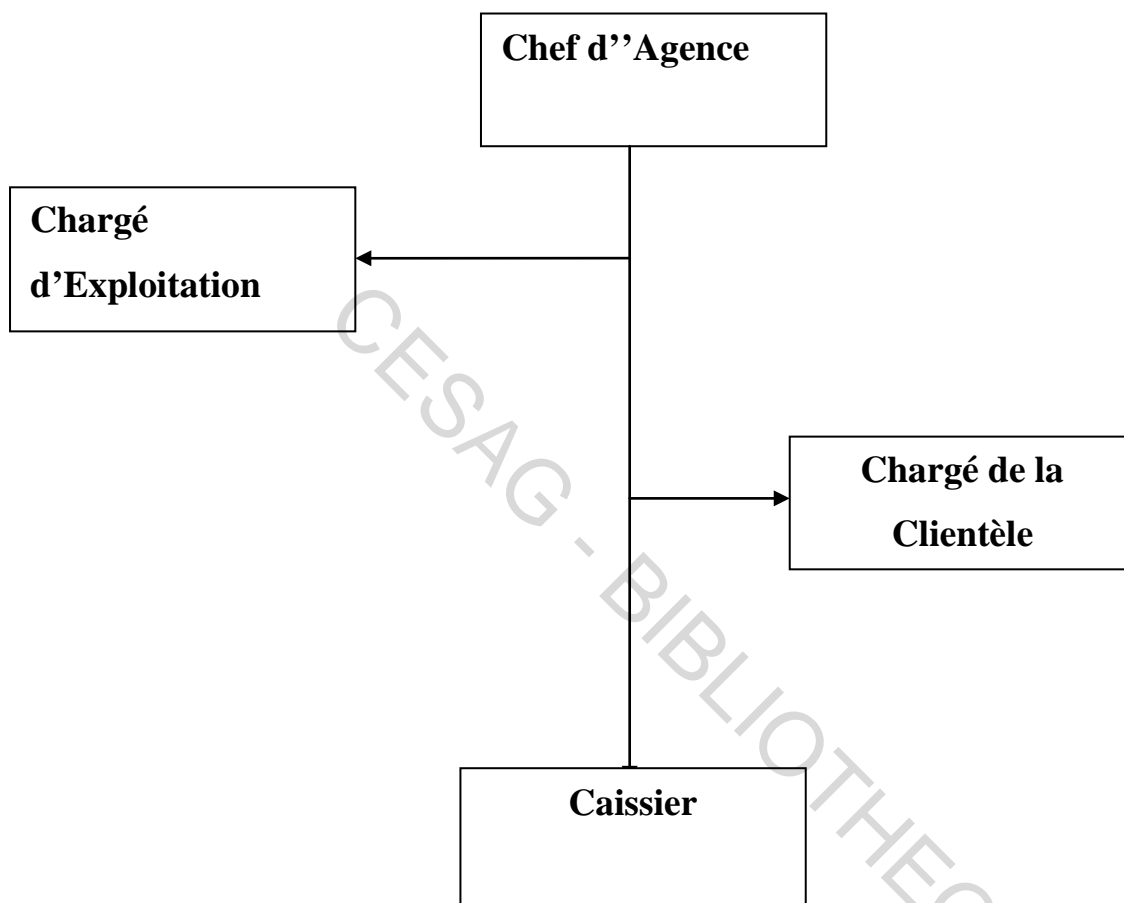 Chef d’’Agence
Chargé
d’Exploitation
Chargé de la
Clientèle
Caissier
CESAG - BIBLIOTHEQ